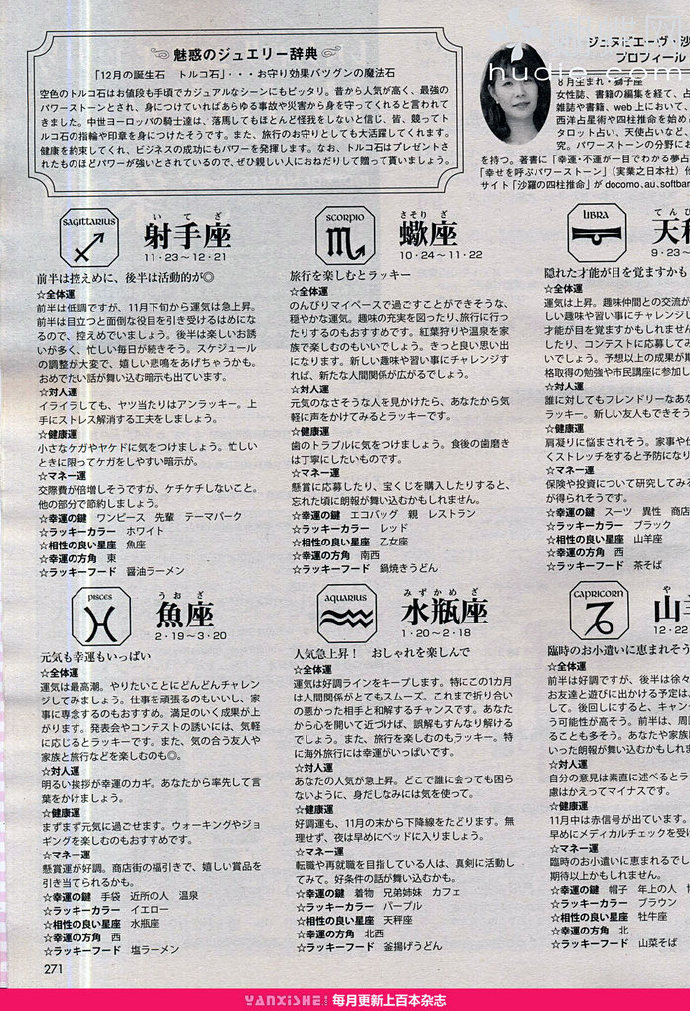 魅惑のジュエリー辞典
「12月の誕生石 トルコ石」・・・お守り効果バツグンの魔法石
空色のトルコ石はお値段も手頃でカジュアルなシーンにもピッタリ。昔から人気が高く、最強の
パワーストーンとされ、身につけていればあらゆる事故や災害から身を守ってくれると言われて
きました。中世ヨーロッパの騎士達は、落馬してもほとんど怪我をしないと信じ、皆、競ってト
ルコ石の指輪や印章を身につけたそうです。また、旅行のお守りとしても大活躍してくれます。
健康を約束してくれ、ビジネスの成功にもパワーを発揮します。なお、トルコ石はプレゼントさ
れたものほどパワーが強いとされているので、ぜひ親しい人におねだりして贈って貰いましょう。
ジュヌビエーヴ・沙
プロフィール
8月生まれ・獅子座
女性誌、書籍の編集を経て、占
雑誌や書籍、web上において、
西洋占星術や四柱推命を始め
タロット占い、天使占いなど、
究。パワーストーンの分野にお
を持つ。著書に「幸運・不運が一目でわかる夢占
「幸せを呼ぶパワーストーン」(実業之日本社)他
サイト「沙羅の四柱推命」がdocomo、au、softban
hudie.com
SAGITTARIUS
いてざ
射手座
11・23〜12・21
前半は控えめに、後半は活動的が◎
☆全体運
前半は低調ですが、11月下旬から運気は急上昇。
前半は目立つと面倒な役目を引き受けるはめにな
るので、控えめでいましょう。後半は楽しいお誘
いが多く、忙しい毎日が続きそう。スケジュール
の調整が大変で、嬉しい悲鳴をあげちゃうかも。
おめでたい話が舞い込む暗示も出ています。
☆対人運
イライラしても、ヤツ当たりはアンラッキー。上
手にストレス解消する工夫をしましょう。
☆健康運
小さなケガやヤケドに気をつけましょう。忙しい
ときに限ってケガをしやすい暗示が。
☆マネー運
交際費が倍増しそうですが、ケチケチしないこと。
他の部分で節約しましょう。
☆幸運の鍵 ワンピース 先輩 テーマパーク
☆ラッキーカラー ホワイト
☆相性の良い星座 魚座
☆幸運の方角 東
☆ラッキーフード 醤油ラーメン
SCORPIO
さそりざ
蠍座
10・24〜11・22
旅行を楽しむとラッキー
☆全体運
のんびりマイペースで過ごすことができそうな、
穏やかな運気。趣味の充実を図ったり、旅行に行っ
たりするのもおすすめです。紅葉狩りや温泉を家
族で楽しむのもいいでしょう。きっと良い思い出
になります。新しい趣味や習い事にチャレンジす
れば、新たな人間関係が広がるでしょう。
☆対人運
元気のなさそうな人を見かけたら、あなたから気
軽に声をかけてみるとラッキーです。
☆健康運
歯のトラブルに気をつけましょう。食後の歯磨き
は丁寧にしたいものです。
☆マネー運
懸賞に応募したり、宝くじを購入したりすると、
忘れた頃に朗報が舞い込むかもしれません。
☆幸運の鍵 エコバッグ 親 レストラン
☆ラッキーカラー レッド
☆相性の良い星座 乙女座
☆幸運の方角 南西
☆ラッキーフード 鍋焼きうどん
LIBRA
てんび
天秤
9・23〜
隠れた才能が目を覚ますかも
☆全体運
運気は上昇。趣味仲間との交流が
しい趣味や習い事にチャレンジし
才能が目を覚ますかもしれません
したり、コンテストに応募してみ
いでしょう。予想以上の成果が期
格取得の勉強や市民講座に参加し
☆対人運
誰に対してもフレンドリーなあな
ラッキー。新しい友人もできそう
☆健康運
肩凝りに悩まされそう。家事や仕
くストレッチをすると予防になり
☆マネー運
保険や投資について研究してみる
が得られそうです。
☆幸運の鍵 スーツ 異性 商店
☆ラッキーカラー ブラック
☆相性の良い星座 山羊座
☆幸運の方角 西
☆ラッキーフード 茶そば
PISCES
うおざ
魚座
2・19〜3・20
元気も幸運もいっぱい
☆全体運
運気は最高潮。やりたいことにどんどんチャレン
ジしてみましょう。仕事を頑張るのもいいし、家
事に専念するのもおすすめ。満足のいく成果が上
がります。発表会やコンテストの誘いには、気軽
に応じるとラッキーです。また、気の合う友人や
家族と旅行などを楽しむのも◎。
☆対人運
明るい挨拶が幸運のカギ。あなたから率先して言
葉をかけましょう。
☆健康運
まずまず元気に過ごせます。ウォーキングやジョ
ギングを楽しむのもおすすめです。
☆マネー運
懸賞運が好調。商店街の福引きで、嬉しい賞品を
引き当てられるかも。
☆幸運の鍵 手袋 近所の人 温泉
☆ラッキーカラー イエロー
☆相性の良い星座 水瓶座
☆幸運の方角 西
☆ラッキーフード 塩ラーメン
AQUARIUS
みずがめざ
水瓶座
1・20〜2・18
人気急上昇! おしゃれを楽しんで
☆全体運
運気は好調ラインをキープします。特にこの1カ月
は人間関係がとてもスムーズ。これまで折り合い
の悪かった相手と和解するチャンスです。あなた
から心を開いて近づけば、誤解もすんなり解ける
でしょう。また、旅行を楽しむのもラッキー。特
に海外旅行には幸運がいっぱいです。
☆対人運
あなたの人気が急上昇。どこで誰に会っても困ら
ないように、身だしなみには気を使って。
☆健康運
好調運も、11月の末から下降線をたどります。無
理せず、夜は早めにベッドに入りましょう。
☆マネー運
転職や再就職を目指している人は、真剣に活動し
てみて。好条件の話が舞い込むかも。
☆幸運の鍵 着物 兄弟姉妹 カフェ
☆ラッキーカラー パープル
☆相性の良い星座 天秤座
☆幸運の方角 北西
☆ラッキーフード 釜揚げうどん
CAPRICORN
や
山羊
12・22
臨時のお小遣いに恵まれそう
☆全体運
前半は好調ですが、後半は徐々
お友達と遊びに出かける予定は、
して。後回しにすると、キャン
う可能性が高そう。前半は、周囲
ることも多そう。あなたや家族
いった朗報が舞い込むかもしれま
☆対人運
自分の意見は素直に述べるとラ
慮はかえってマイナスです。
☆健康運
11月中は赤信号が出ています。
早めにメディカルチェックを受け
☆マネー運
臨時のお小遣いに恵まれるでし
期待以上かもしれません。
☆幸運の鍵 帽子 年上の人
☆ラッキーカラー ブラウン
☆相性の良い星座 牡牛座
☆幸運の方角 北
☆ラッキーフード 山菜そば
271
YANXISHE! 每月更新上百本杂志